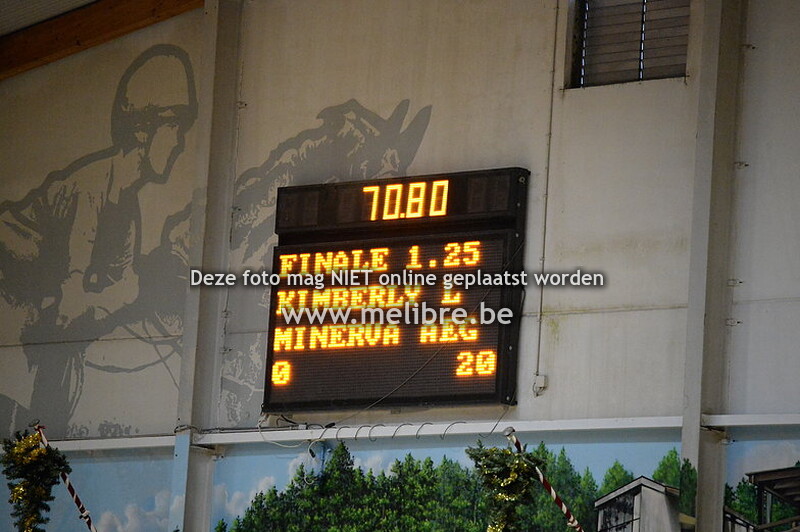 70.80
FINALE 1.25
Deze foto mag NIET online geplaatst worden
KIMBERLY L
www.melibre.be
MINERVA AEG
0 20